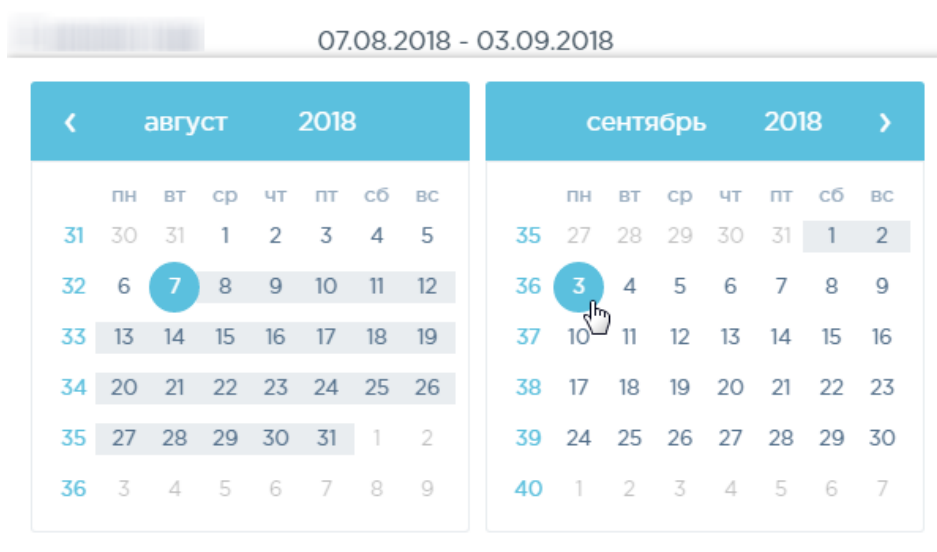 07.08.2018 - 03.09.2018
август 2018
пн вт ср чт пт сб вс
31 30 31 1 2 3 4 5
32 6 7 8 9 10 11 12
33 13 14 15 16 17 18 19
34 20 21 22 23 24 25 26
35 27 28 29 30 31 1 2
36 3 4 5 6 7 8 9
сентябрь 2018
пн вт ср чт пт сб вс
35 27 28 29 30 31 1 2
36 3 4 5 6 7 8 9
37 10 11 12 13 14 15 16
38 17 18 19 20 21 22 23
39 24 25 26 27 28 29 30
40 1 2 3 4 5 6 7